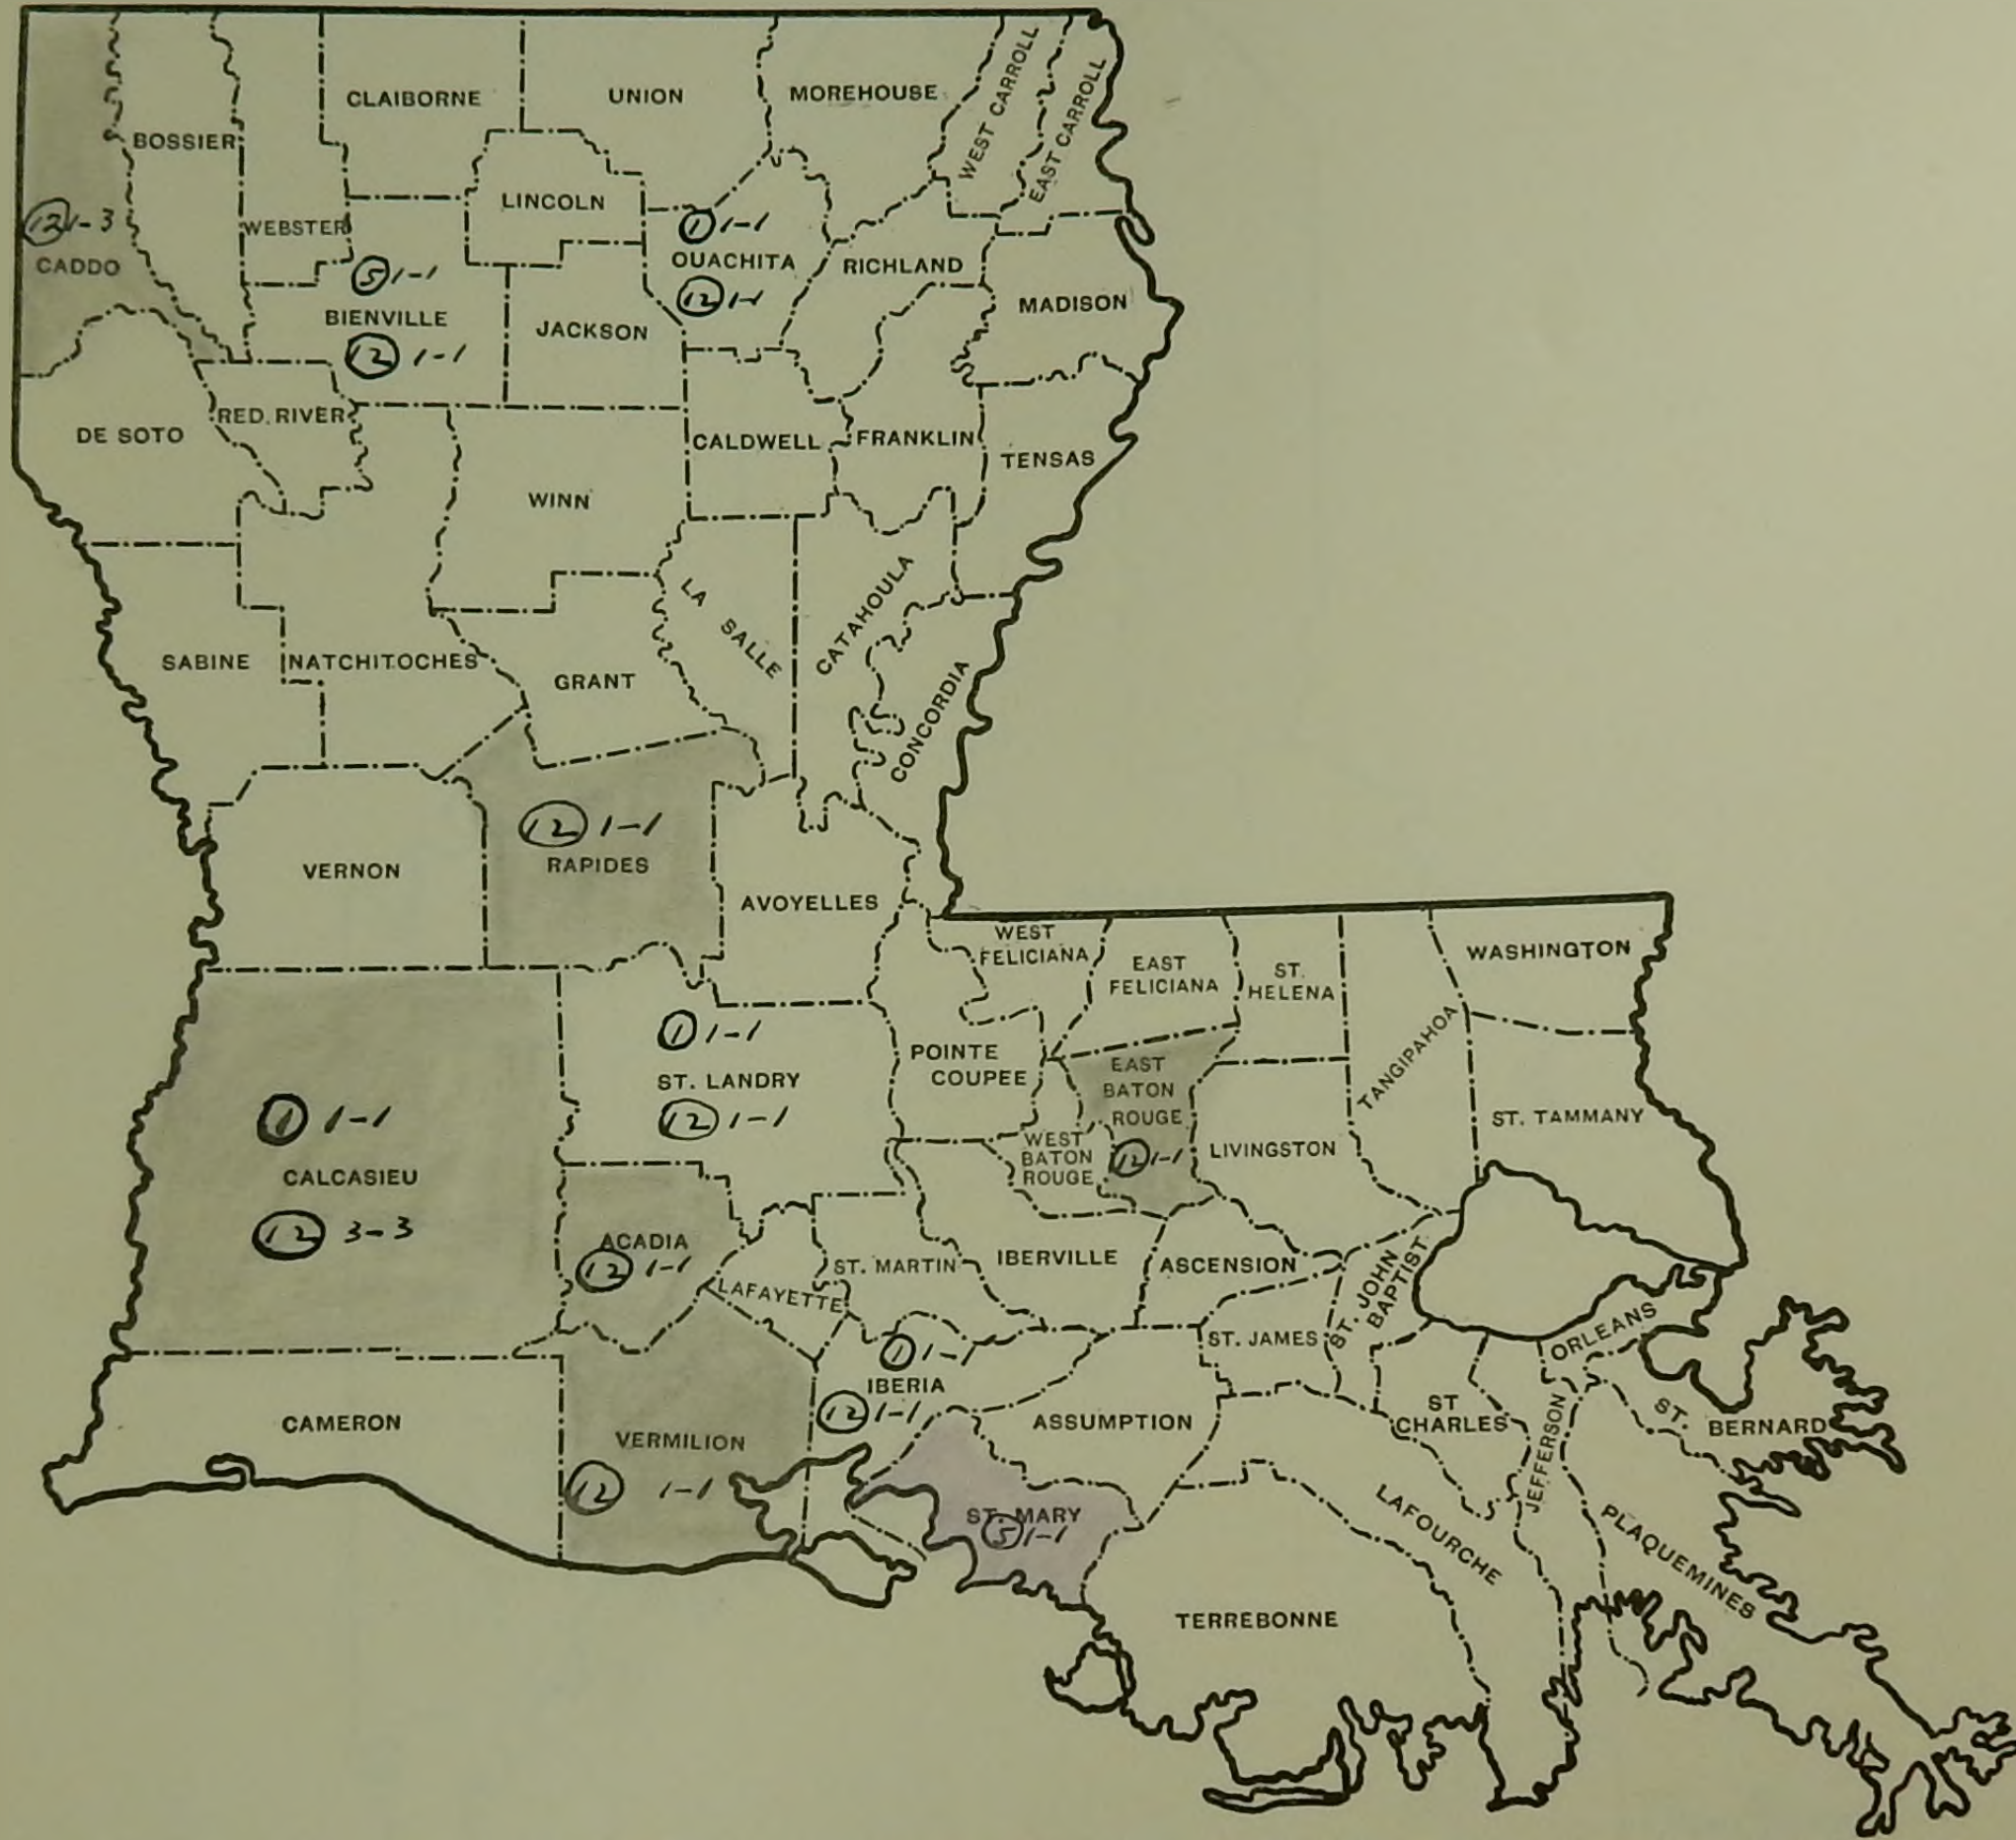 CLAIBORNE
UNION
MOREHOUSE
WEST CARROLL
EAST CARROLL
BOSSIER
WEBSTER
LINCOLN
12 1-3
CADDO
5 1-1
BIENVILLE
12 1-1
JACKSON
1 1-1
OUACHITA
12 1-1
RICHLAND
MADISON
DE SOTO
RED RIVER
WINN
CALDWELL
FRANKLIN
TENSAS
SABINE
NATCHITOCHES
GRANT
LA SALLE
CATAHOULA
CONCORDIA
VERNON
12 1-1
RAPIDES
AVOYELLES
WEST
FELICIANA
EAST
FELICIANA
ST.
HELENA
TANGIPAHOA
WASHINGTON
1 1-1
CALCASIEU
12 3-3
1 1-1
ST. LANDRY
12 1-1
POINTE
COUPEE
EAST
BATON
ROUGE
12 1-1
WEST
BATON
ROUGE
LIVINGSTON
ST. TAMMANY
ACADIA
12 1-1
LAFAYETTE
ST. MARTIN
IBERVILLE
ASCENSION
ST. JOHN
BAPTIST
ST. JAMES
ORLEANS
CAMERON
VERMILION
12 1-1
1 1-1
IBERIA
12 1-1
ASSUMPTION
ST
CHARLES
JEFFERSON
ST. BERNARD
ST. MARY
5 1-1
LAFOURCHE
PLAQUEMINES
TERREBONNE